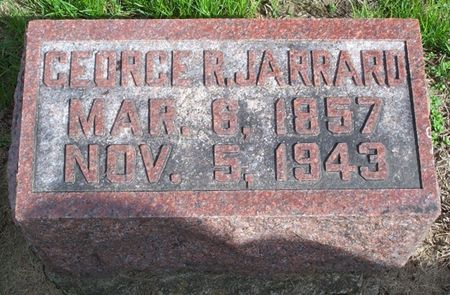 GEORGE R. JARRARD
MAR. 6, 1857
NOV. 5, 1943